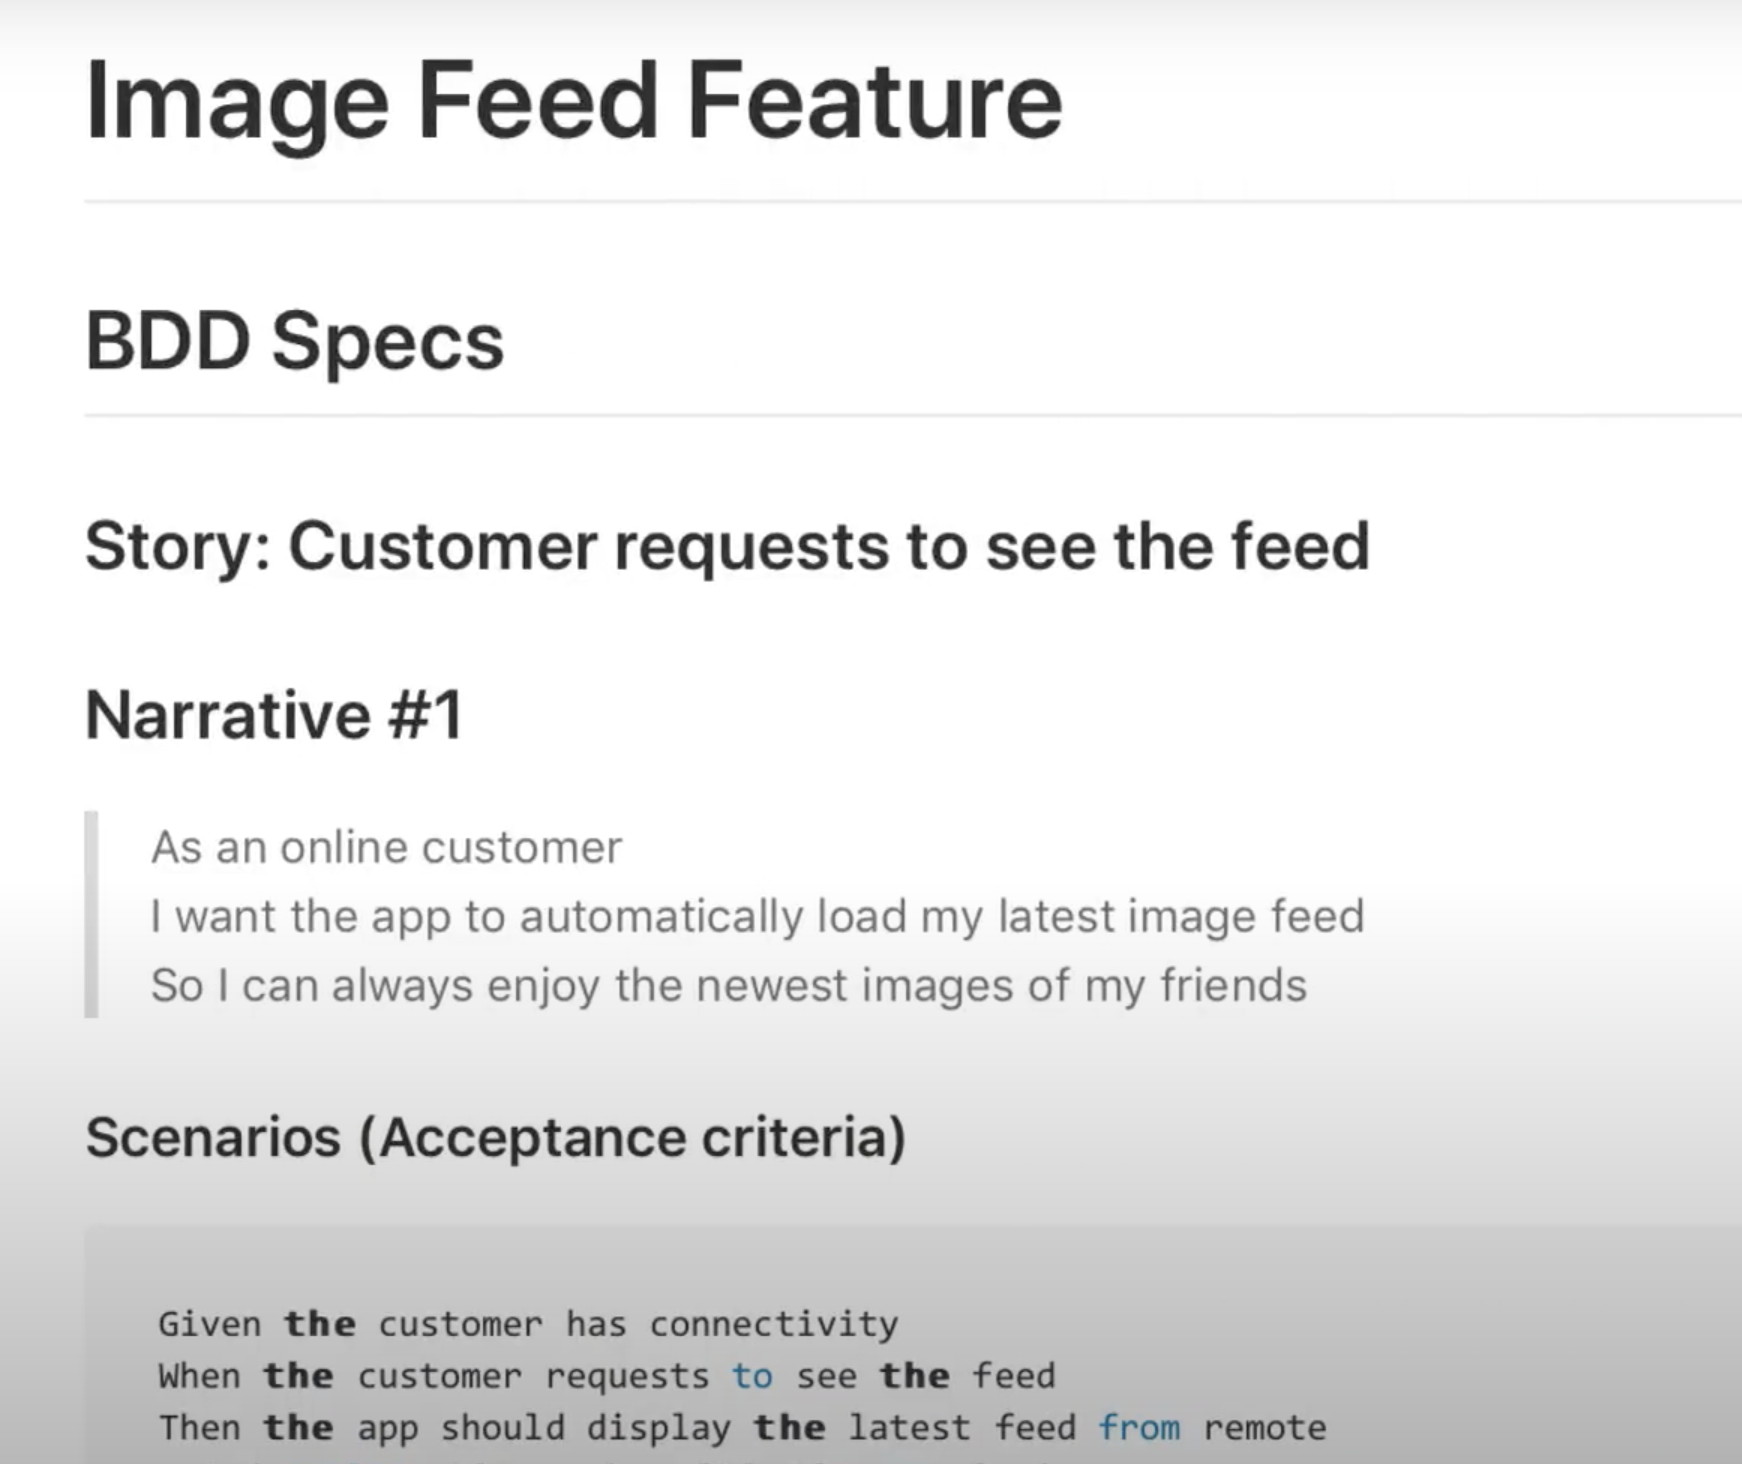 Image Feed Feature
BDD Specs
Story: Customer requests to see the feed
Narrative #1
As an online customer
I want the app to automatically load my latest image feed
So I can always enjoy the newest images of my friends
Scenarios (Acceptance criteria)
Given the customer has connectivity
When the customer requests to see the feed
Then the app should display the latest feed from remote